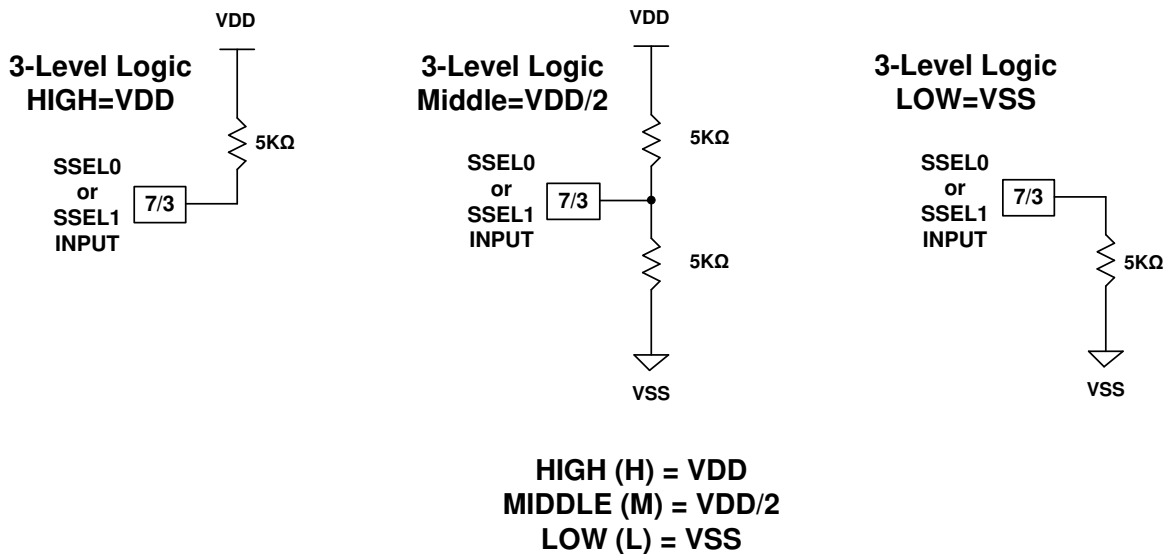 VDD
3-Level Logic
HIGH=VDD
5KΩ
SSEL0
or
SSEL1
INPUT
7/3
VDD
3-Level Logic
Middle=VDD/2
5KΩ
SSEL0
or
SSEL1
INPUT
7/3
5KΩ
VSS
3-Level Logic
LOW=VSS
SSEL0
or
SSEL1
INPUT
7/3
5KΩ
VSS
HIGH (H) = VDD
MIDDLE (M) = VDD/2
LOW (L) = VSS